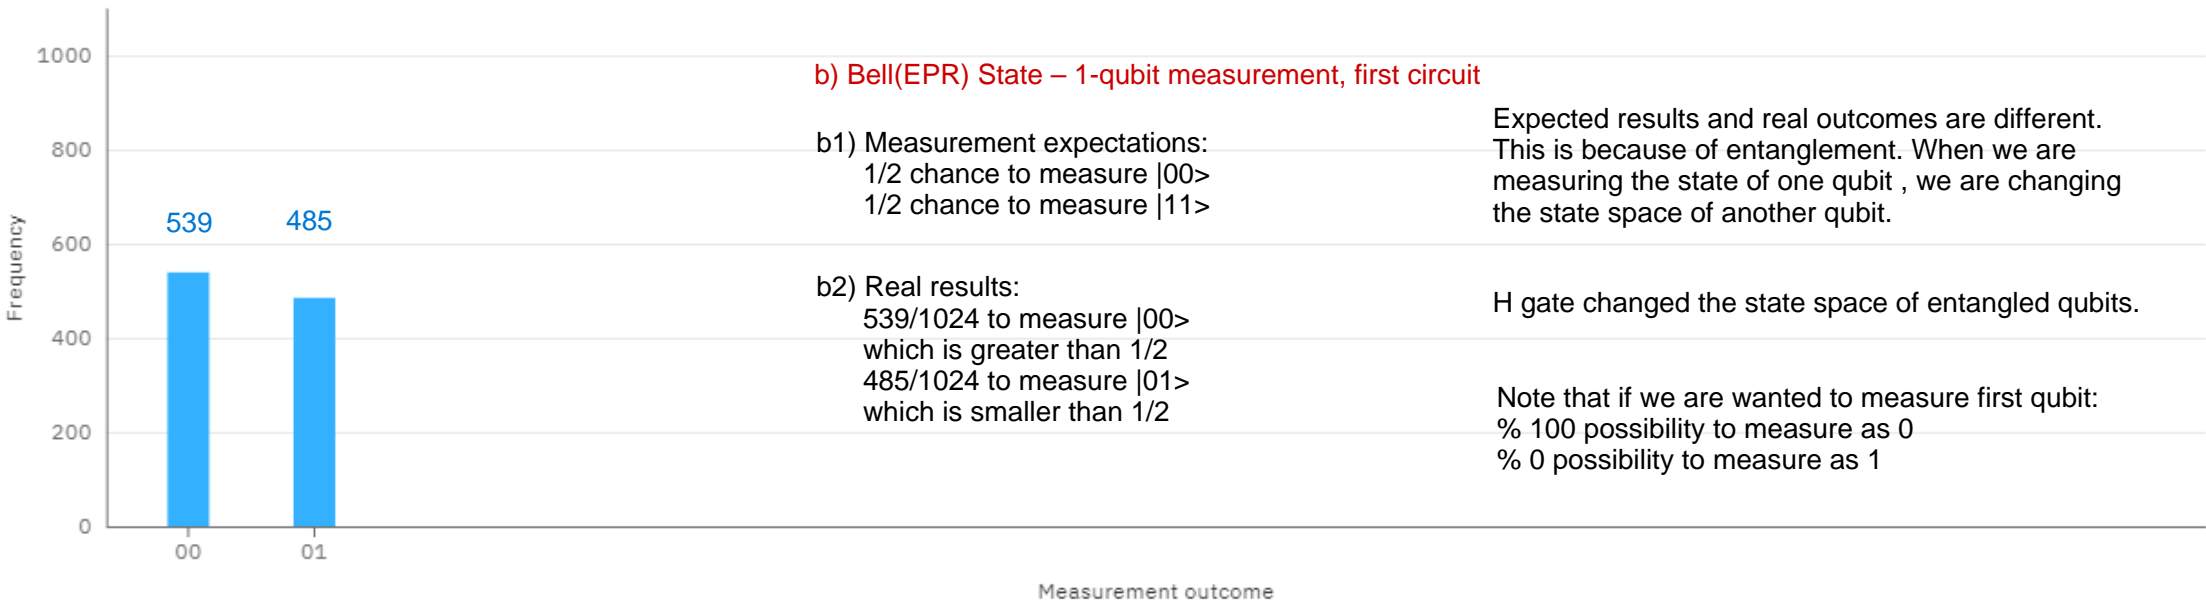 1000
800
600
400
200
0
Frequency
539
485
00
01
Measurement outcome
b) Bell(EPR) State – 1-qubit measurement, first circuit
b1) Measurement expectations:
1/2 chance to measure |00>
1/2 chance to measure |11>
b2) Real results:
539/1024 to measure |00>
which is greater than 1/2
485/1024 to measure |01>
which is smaller than 1/2
Expected results and real outcomes are different.
This is because of entanglement. When we are
measuring the state of one qubit , we are changing
the state space of another qubit.
H gate changed the state space of entangled qubits.
Note that if we are wanted to measure first qubit:
% 100 possibility to measure as 0
% 0 possibility to measure as 1